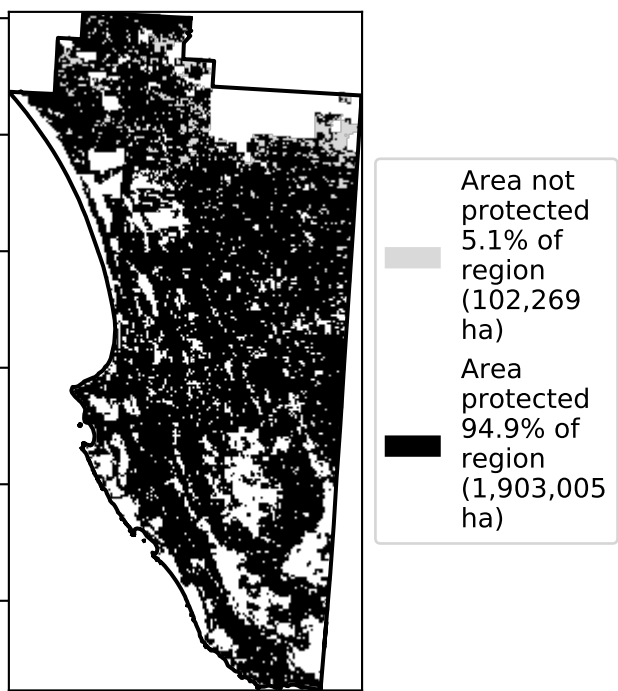 Area not
protected
5.1% of
region
(102,269
ha)
Area
protected
94.9% of
region
(1,903,005
ha)